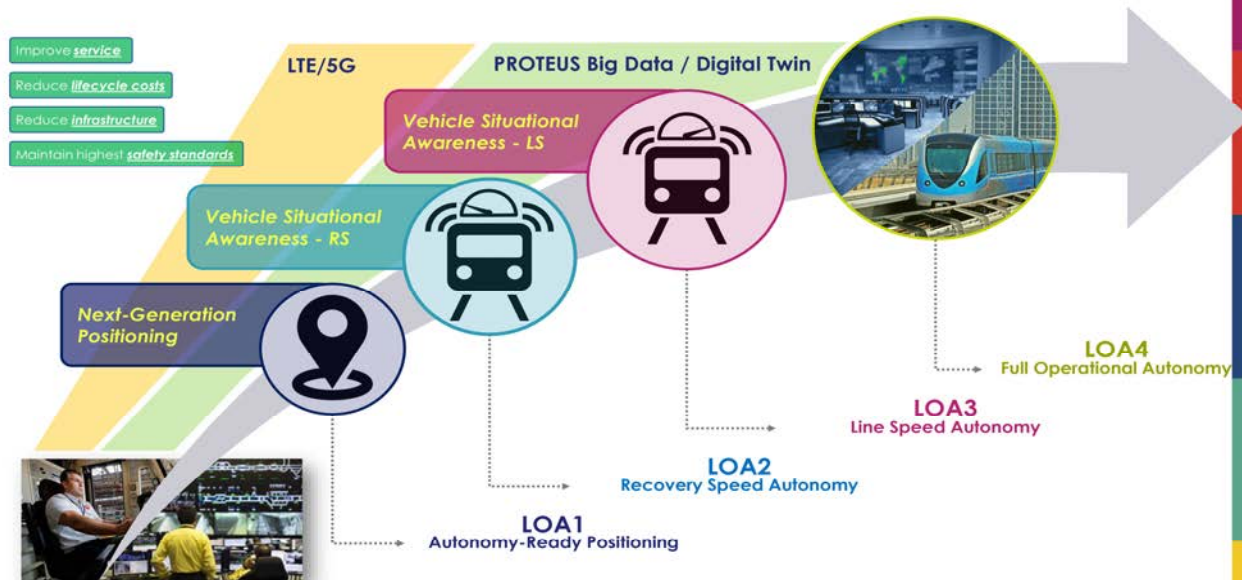 Improve service
Reduce lifecycle costs
Reduce infrastructure
Maintain highest safety standards
LTE/5G
PROTEUS Big Data / Digital Twin
Vehicle Situational
Awareness - LS
Vehicle Situational
Awareness - RS
Next-Generation
Positioning
LOA4
Full Operational Autonomy
LOA3
Line Speed Autonomy
LOA2
Recovery Speed Autonomy
LOA1
Autonomy-Ready Positioning